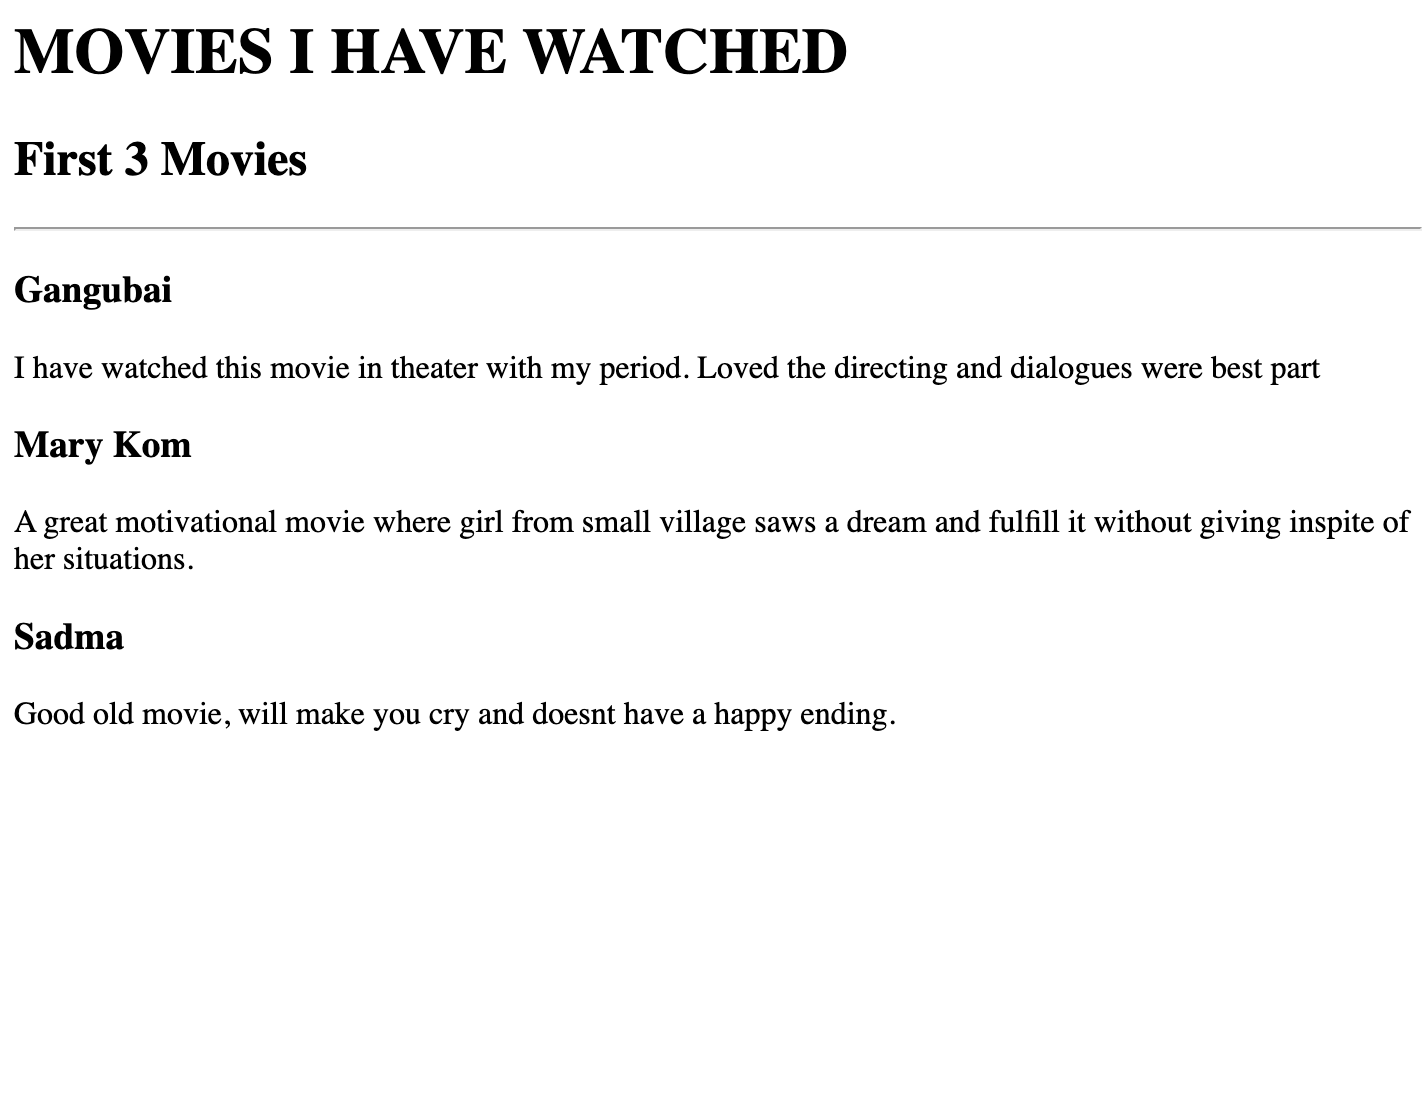 MOVIES I HAVE WATCHED
First 3 Movies
Gangubai
I have watched this movie in theater with my period. Loved the directing and dialogues were best part
Mary Kom
A great motivational movie where girl from small village saws a dream and fulfill it without giving inspite of
her situations.
Sadma
Good old movie, will make you cry and doesnt have a happy ending.